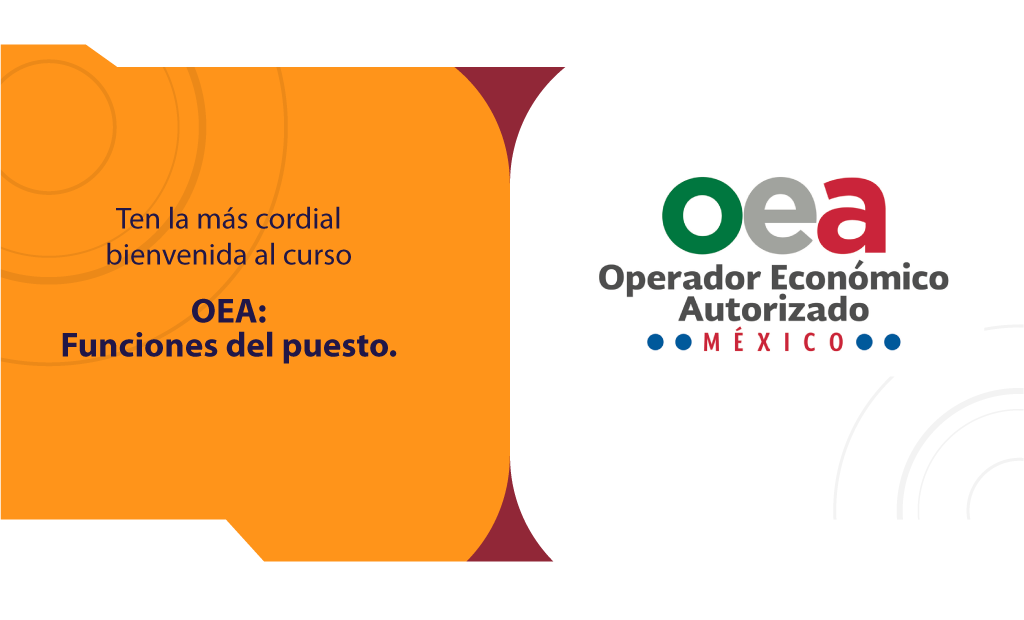 Ten la más cordial
bienvenida al curso
OEA:
Funciones del puesto.
oea
Operador Económico
Autorizado
MÉXICO